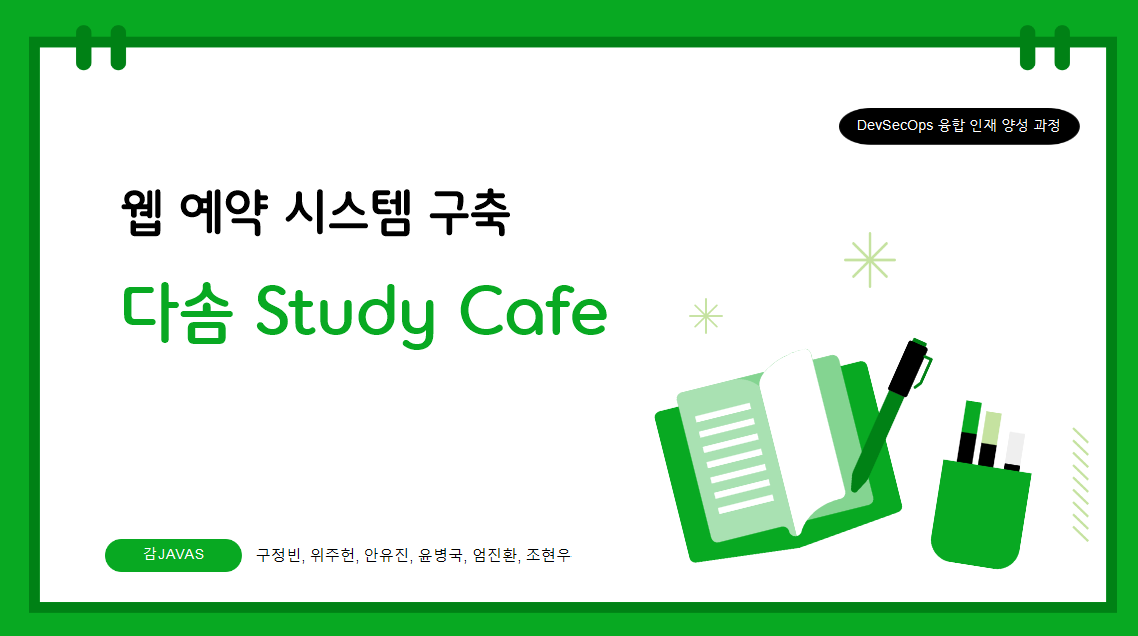 DevSecOps 융합 인재 양성 과정
웹 예약 시스템 구축
다솜 Study Cafe
감JAVAS 구정빈, 위주헌, 안유진, 윤병국, 엄진환, 조현우